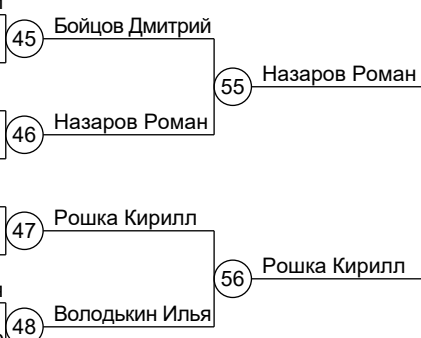 45 Бойцов Дмитрий
55 Назаров Роман
46 Назаров Роман
47 Рошка Кирилл
56 Рошка Кирилл
48 Володькин Илья